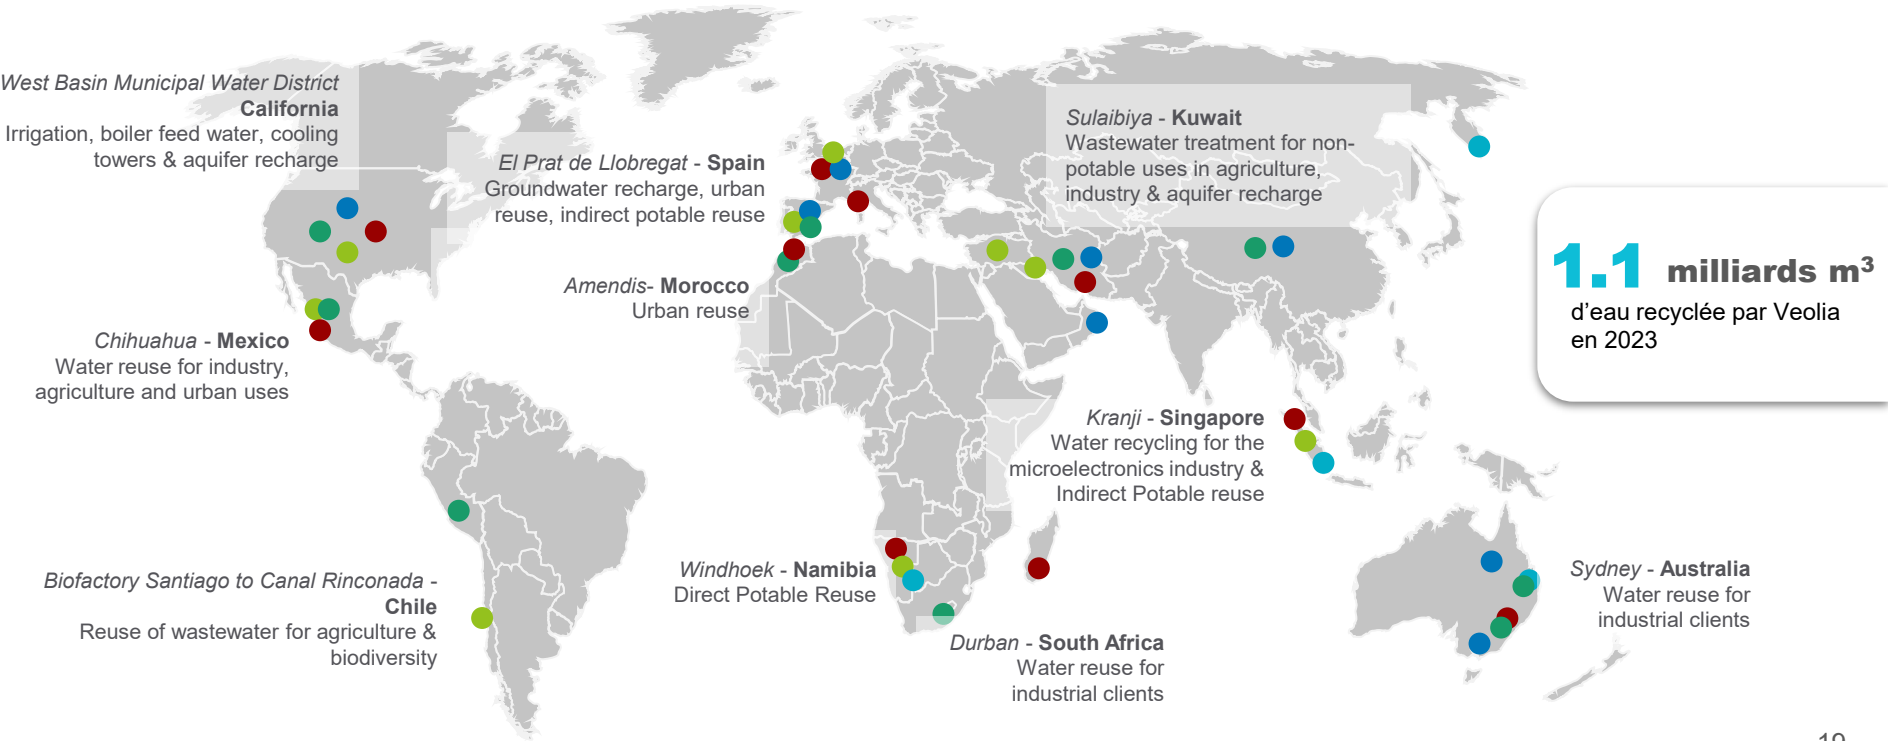 West Basin Municipal Water District
California
Irrigation, boiler feed water, cooling
towers & aquifer recharge
El Prat de Llobregat - Spain
Groundwater recharge, urban
reuse, indirect potable reuse
Sulaibiya - Kuwait
Wastewater treatment for non-
potable uses in agriculture,
industry & aquifer recharge
1.1 milliards m³
d’eau recyclée par Veolia
en 2023
Amendis- Morocco
Urban reuse
Chihuahua - Mexico
Water reuse for industry,
agriculture and urban uses
Kranji - Singapore
Water recycling for the
microelectronics industry &
Indirect Potable reuse
Biofactory Santiago to Canal Rinconada -
Chile
Reuse of wastewater for agriculture &
biodiversity
Windhoek - Namibia
Direct Potable Reuse
Durban - South Africa
Water reuse for
industrial clients
Sydney - Australia
Water reuse for
industrial clients